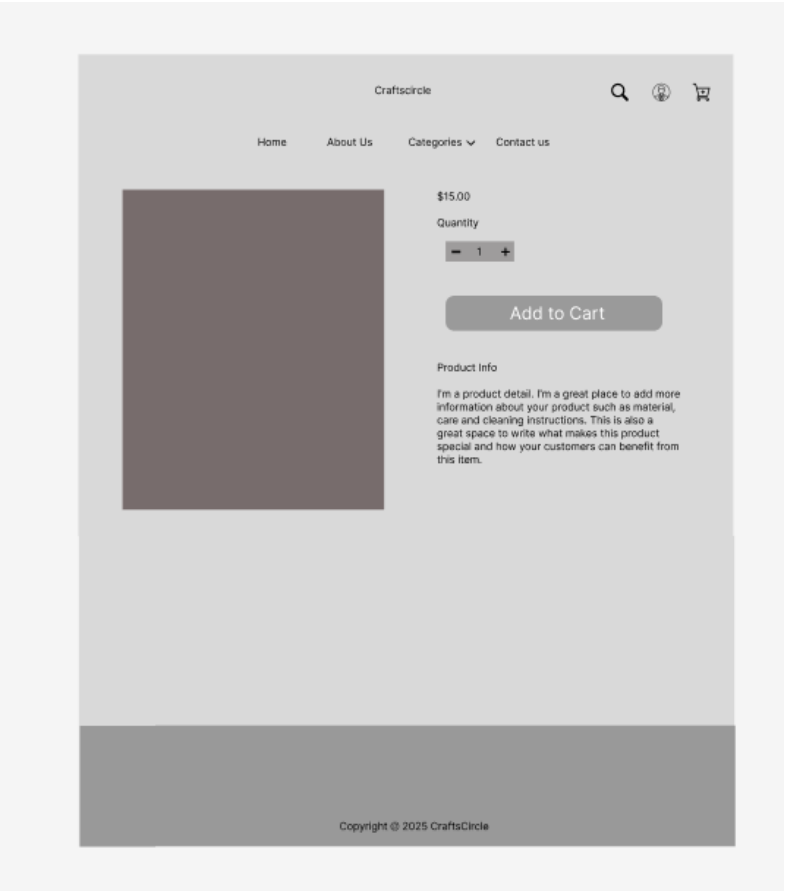 Craftscircle
Home About Us Categories Contact us
$15.00
Quantity
1
Add to Cart
Product Info
I'm a product detail. I'm a great place to add more
information about your product such as material,
care and cleaning instructions. This is also a
great space to write what makes this product
special and how your customers can benefit from
this item.
Copyright @ 2025 CraftsCircle